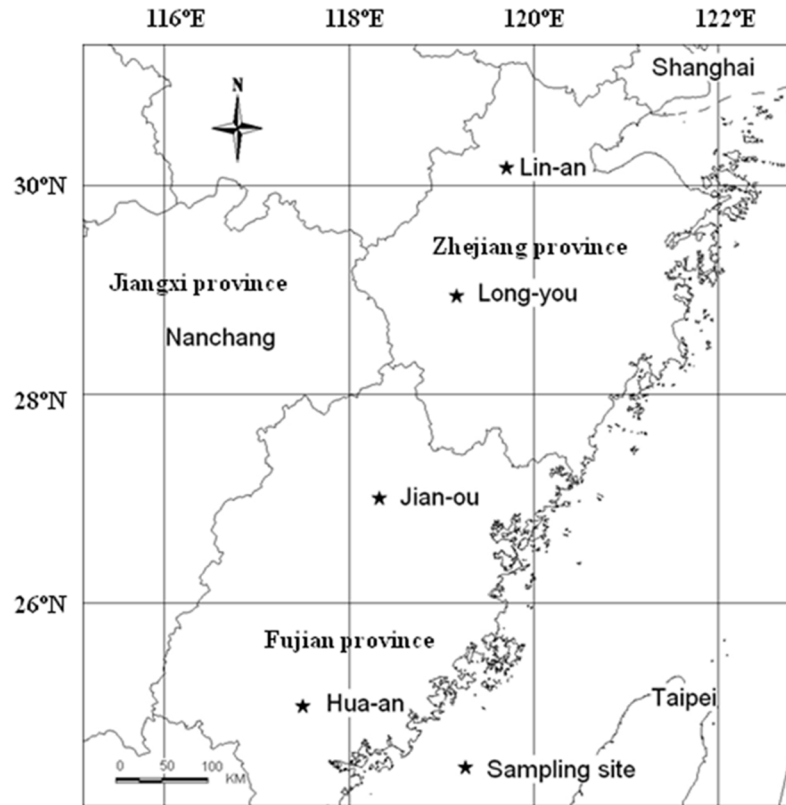 116°E 118°E 120°E 122°E
Shanghai
N
Lin-an
30°N
Zhejiang province
Jiangxi province
Long-you
Nanchang
28°N
Jian-ou
26°N
Fujian province
Taipei
Hua-an
0 50 100
KM
Sampling site